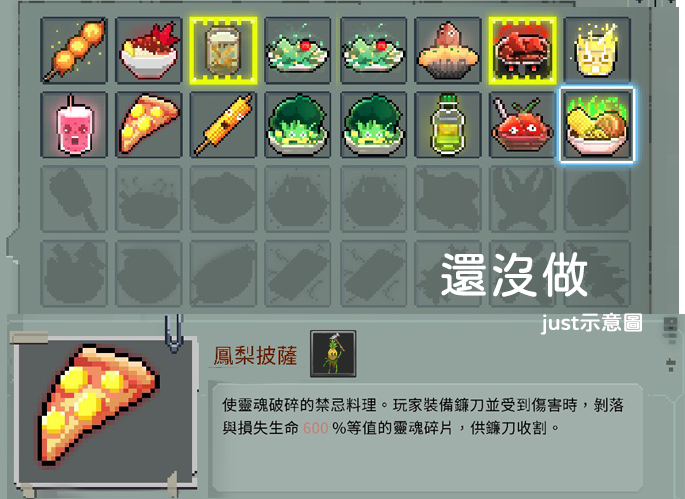 還沒做
just示意圖
鳳梨披薩
使靈魂破碎的禁忌料理。玩家裝備鐮刀並受到傷害時，剝落
與損失生命 600 %等值的靈魂碎片，供鐮刀收割。